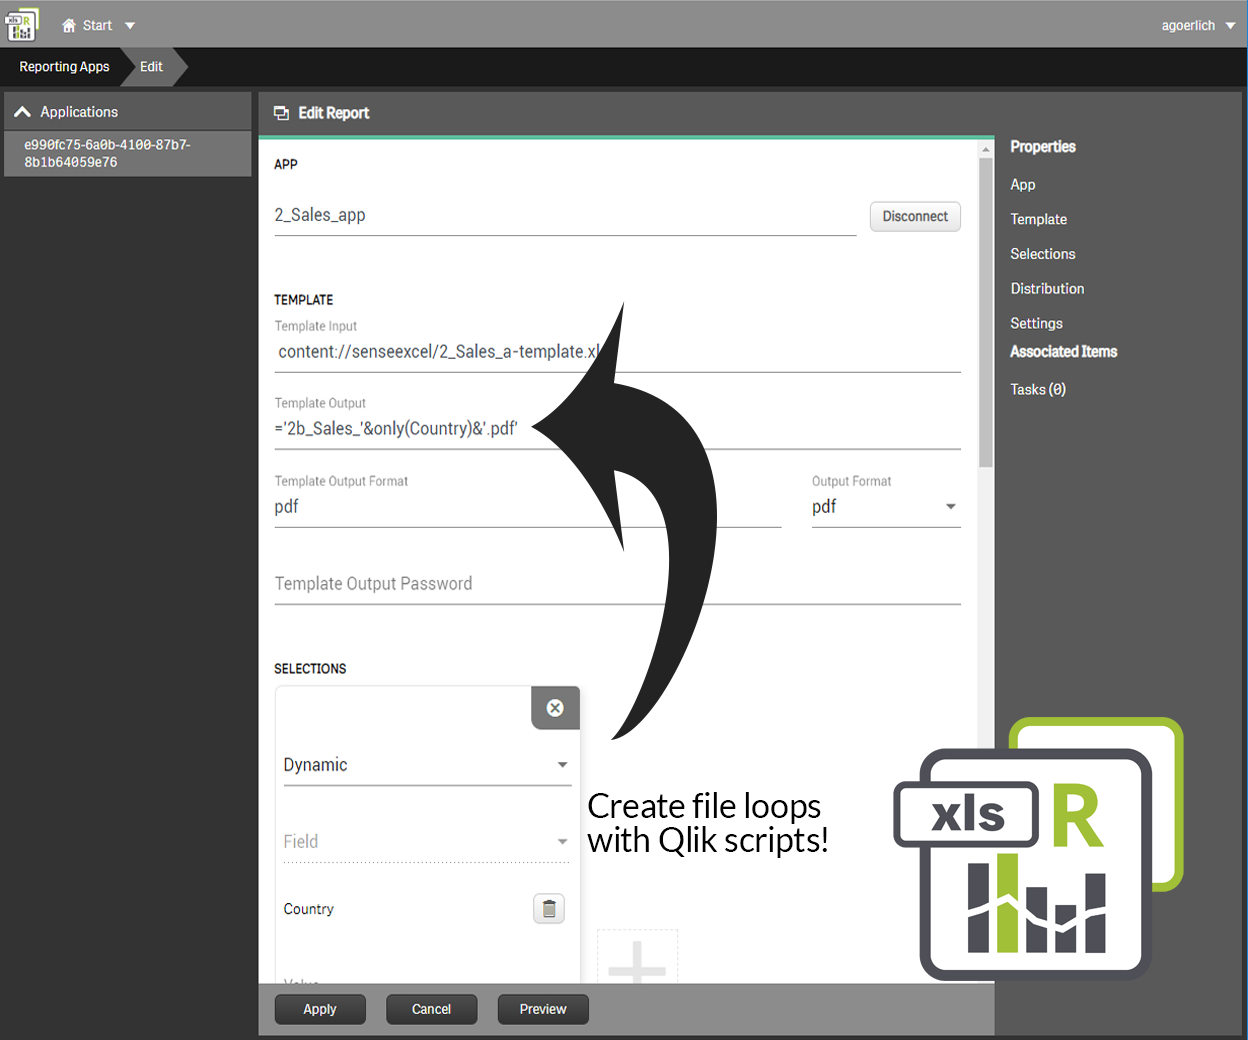 xls R
Start
agoerlich
Reporting Apps
Edit
Applications
e990fc75-6a0b-4100-87b7-
8b1b64059e76
Edit Report
APP
2_Sales_app
Disconnect
TEMPLATE
Template Input
content://senseexcel/2_Sales_a-template.xl
Template Output
='2b_Sales_'&only(Country)&'.pdf'
Template Output Format
pdf
Output Format
pdf
Template Output Password
SELECTIONS
Dynamic
Field
Country
Value
Create file loops
with Qlik scripts!
Apply
Cancel
Preview
Properties
App
Template
Selections
Distribution
Settings
Associated Items
Tasks (0)
xls R